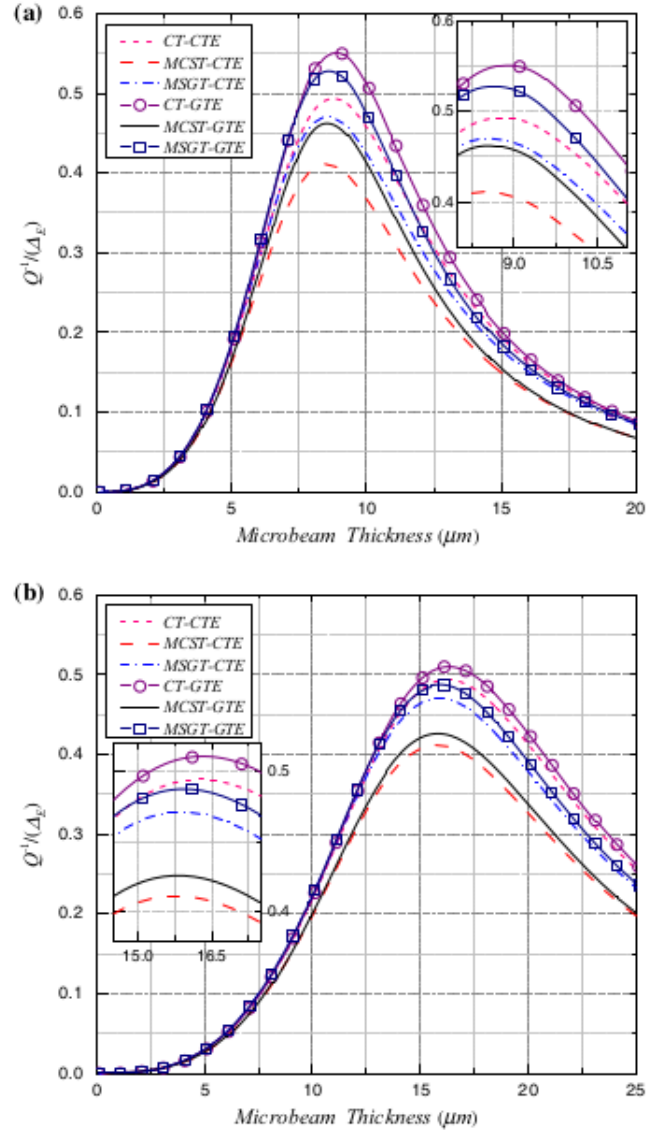 (a)
0.6
0.5
0.4
0.3
0.2
0.1
0.0
Q⁻¹/(Δ_E)
CT-CTE
MCST-CTE
MSGT-CTE
CT-GTE
MCST-GTE
MSGT-GTE
0.5
0.4
9.0 10.5
0 5 10 15 20
Microbeam Thickness (μm)
(b)
0.6
0.5
0.4
0.3
0.2
0.1
0.0
Q⁻¹/(Δ_E)
CT-CTE
MCST-CTE
MSGT-CTE
CT-GTE
MCST-GTE
MSGT-GTE
0.5
0.4
15.0 16.5
0 5 10 15 20 25
Microbeam Thickness (μm)